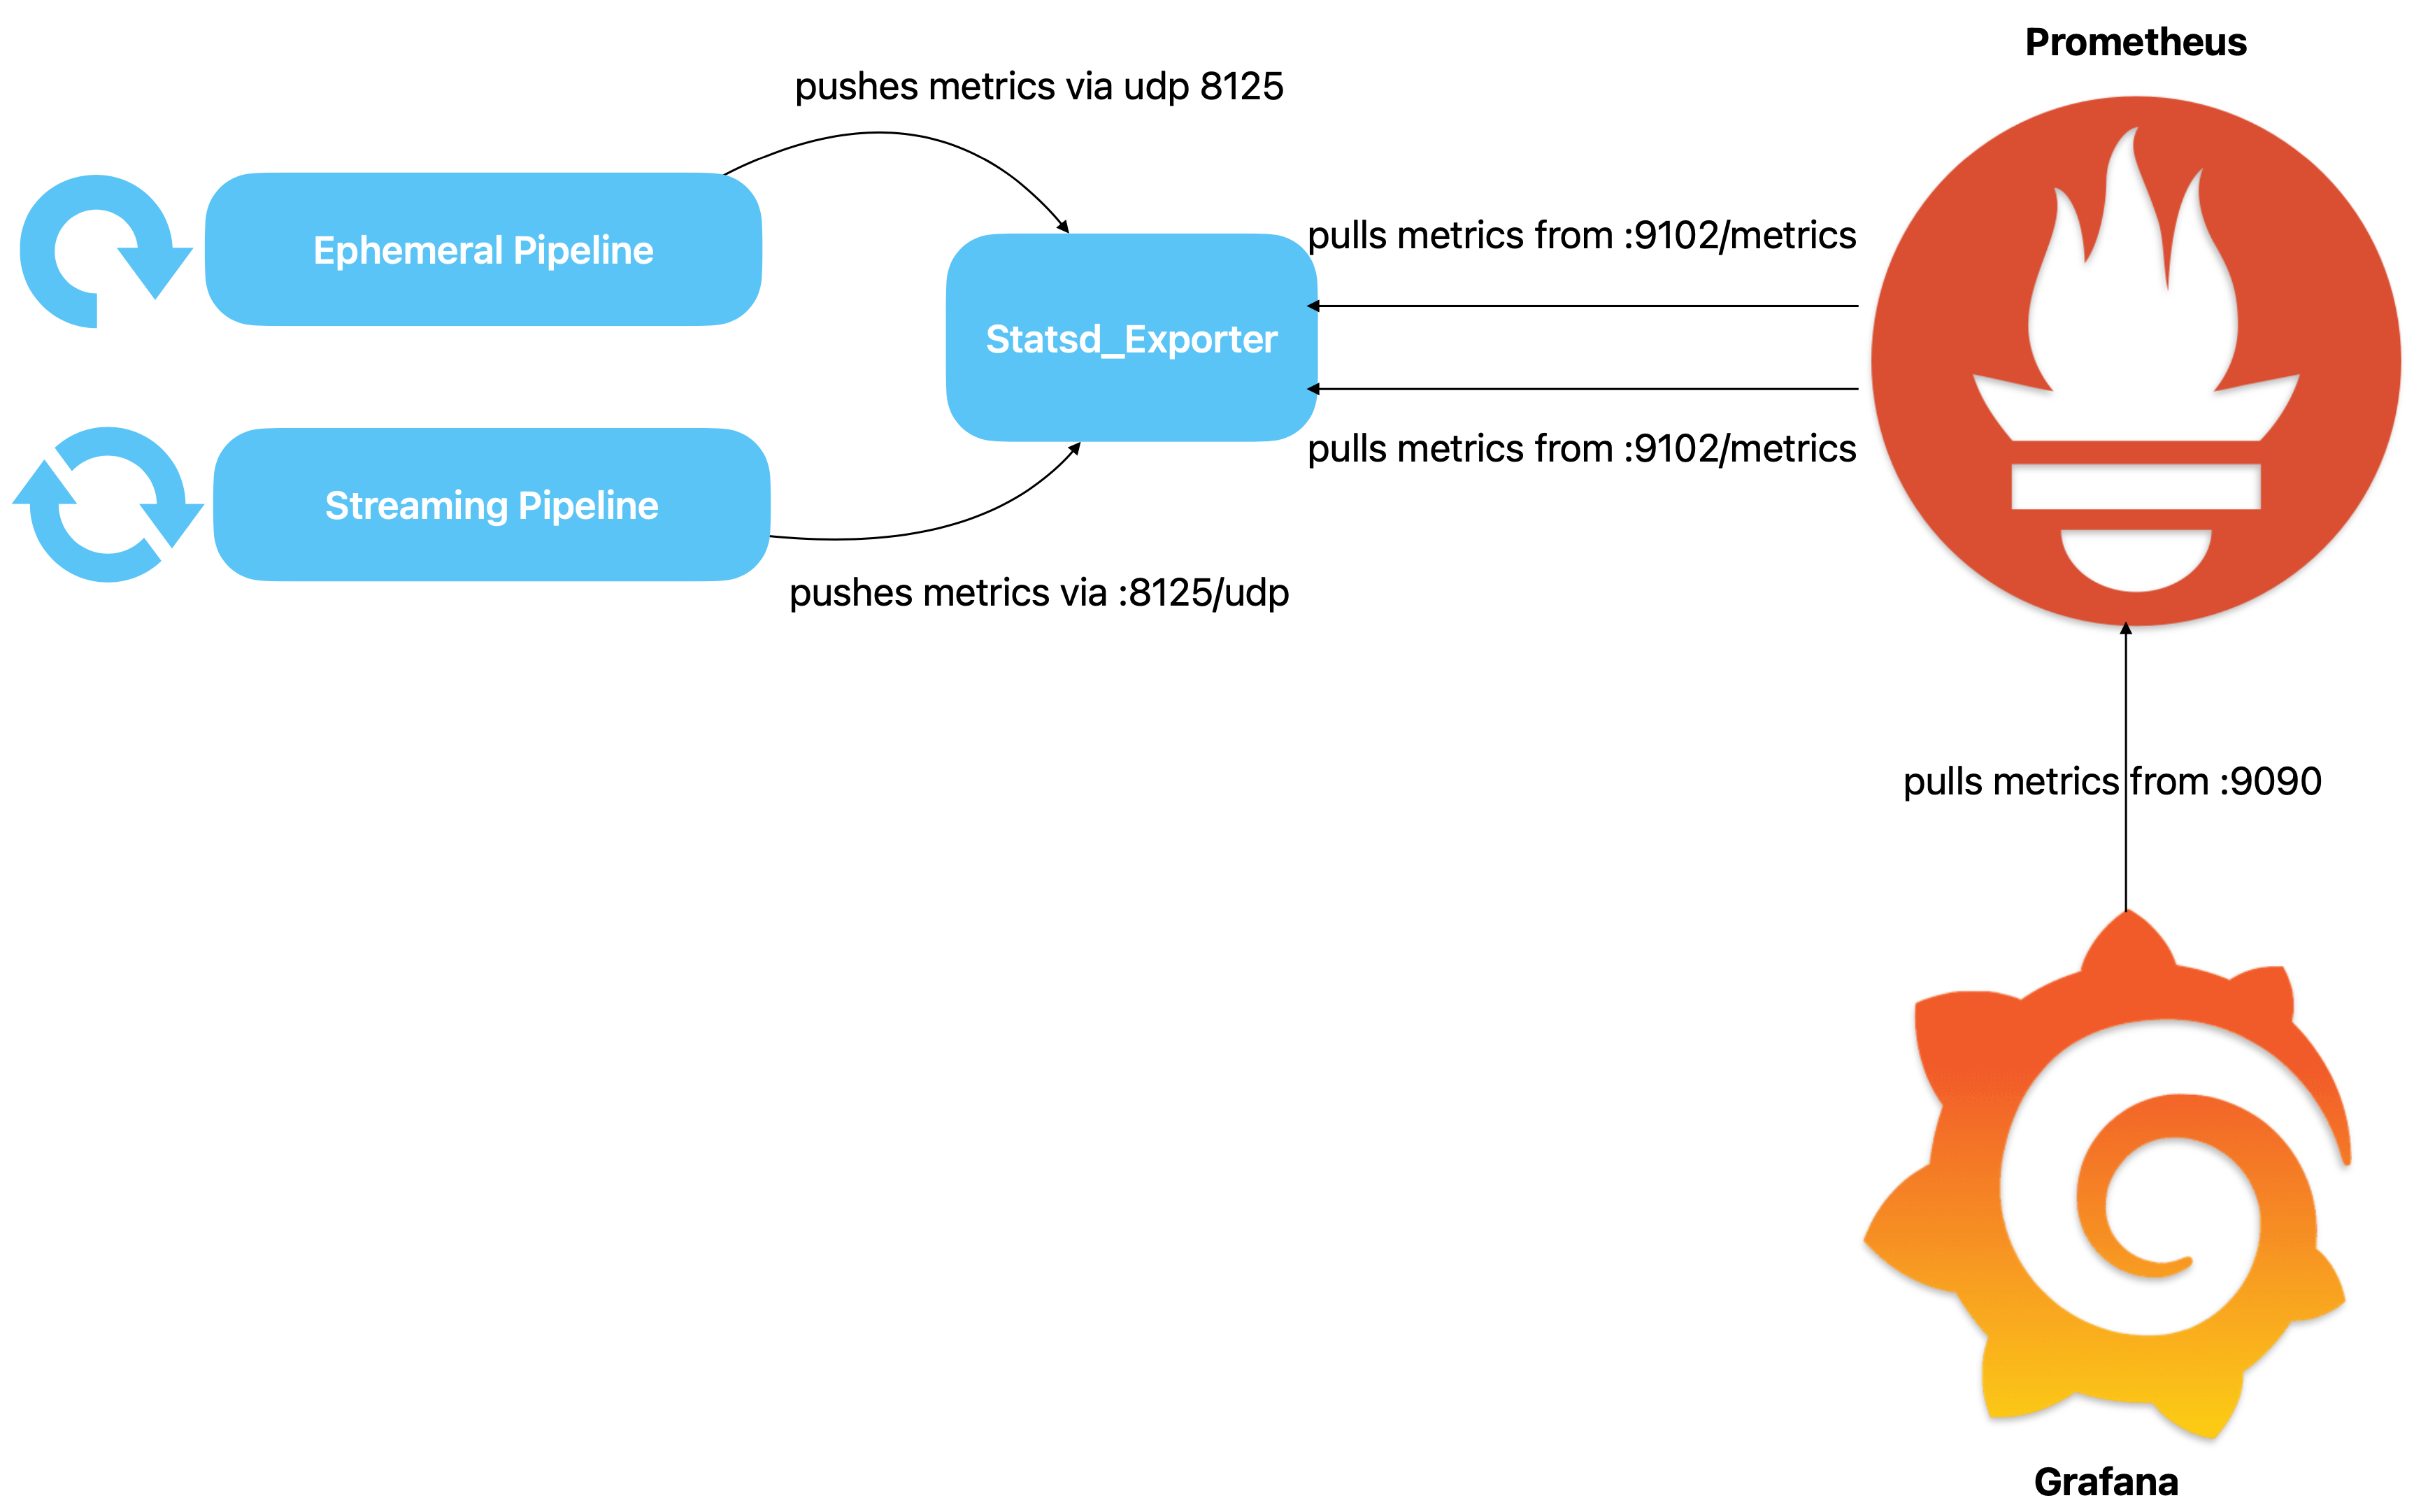 Prometheus
pushes metrics via udp 8125
Ephemeral Pipeline
pulls metrics from :9102/metrics
Statsd_Exporter
pulls metrics from :9102/metrics
Streaming Pipeline
pushes metrics via :8125/udp
pulls metrics from :9090
Grafana